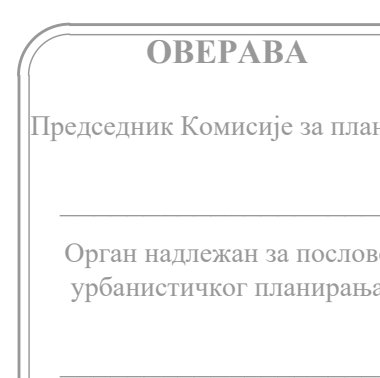 ОВЕРАВА
Председник Комисије за план
Орган надлежан за послов
урбанистичког планирања